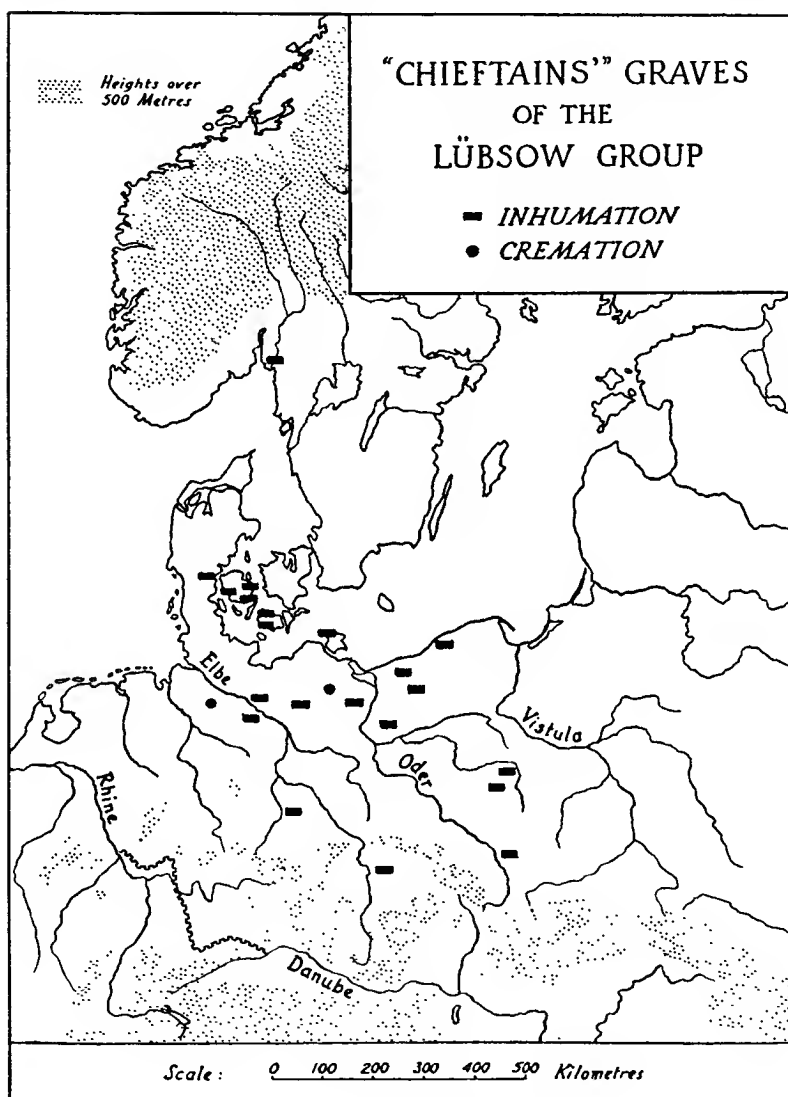 Heights over
500 Metres
"CHIEFTAINS'" GRAVES
OF THE
LÜBSOW GROUP
INHUMATION
CREMATION
Elbe
Vistula
Oder
Rhine
Danube
Scale: 0 100 200 300 400 500 Kilometres